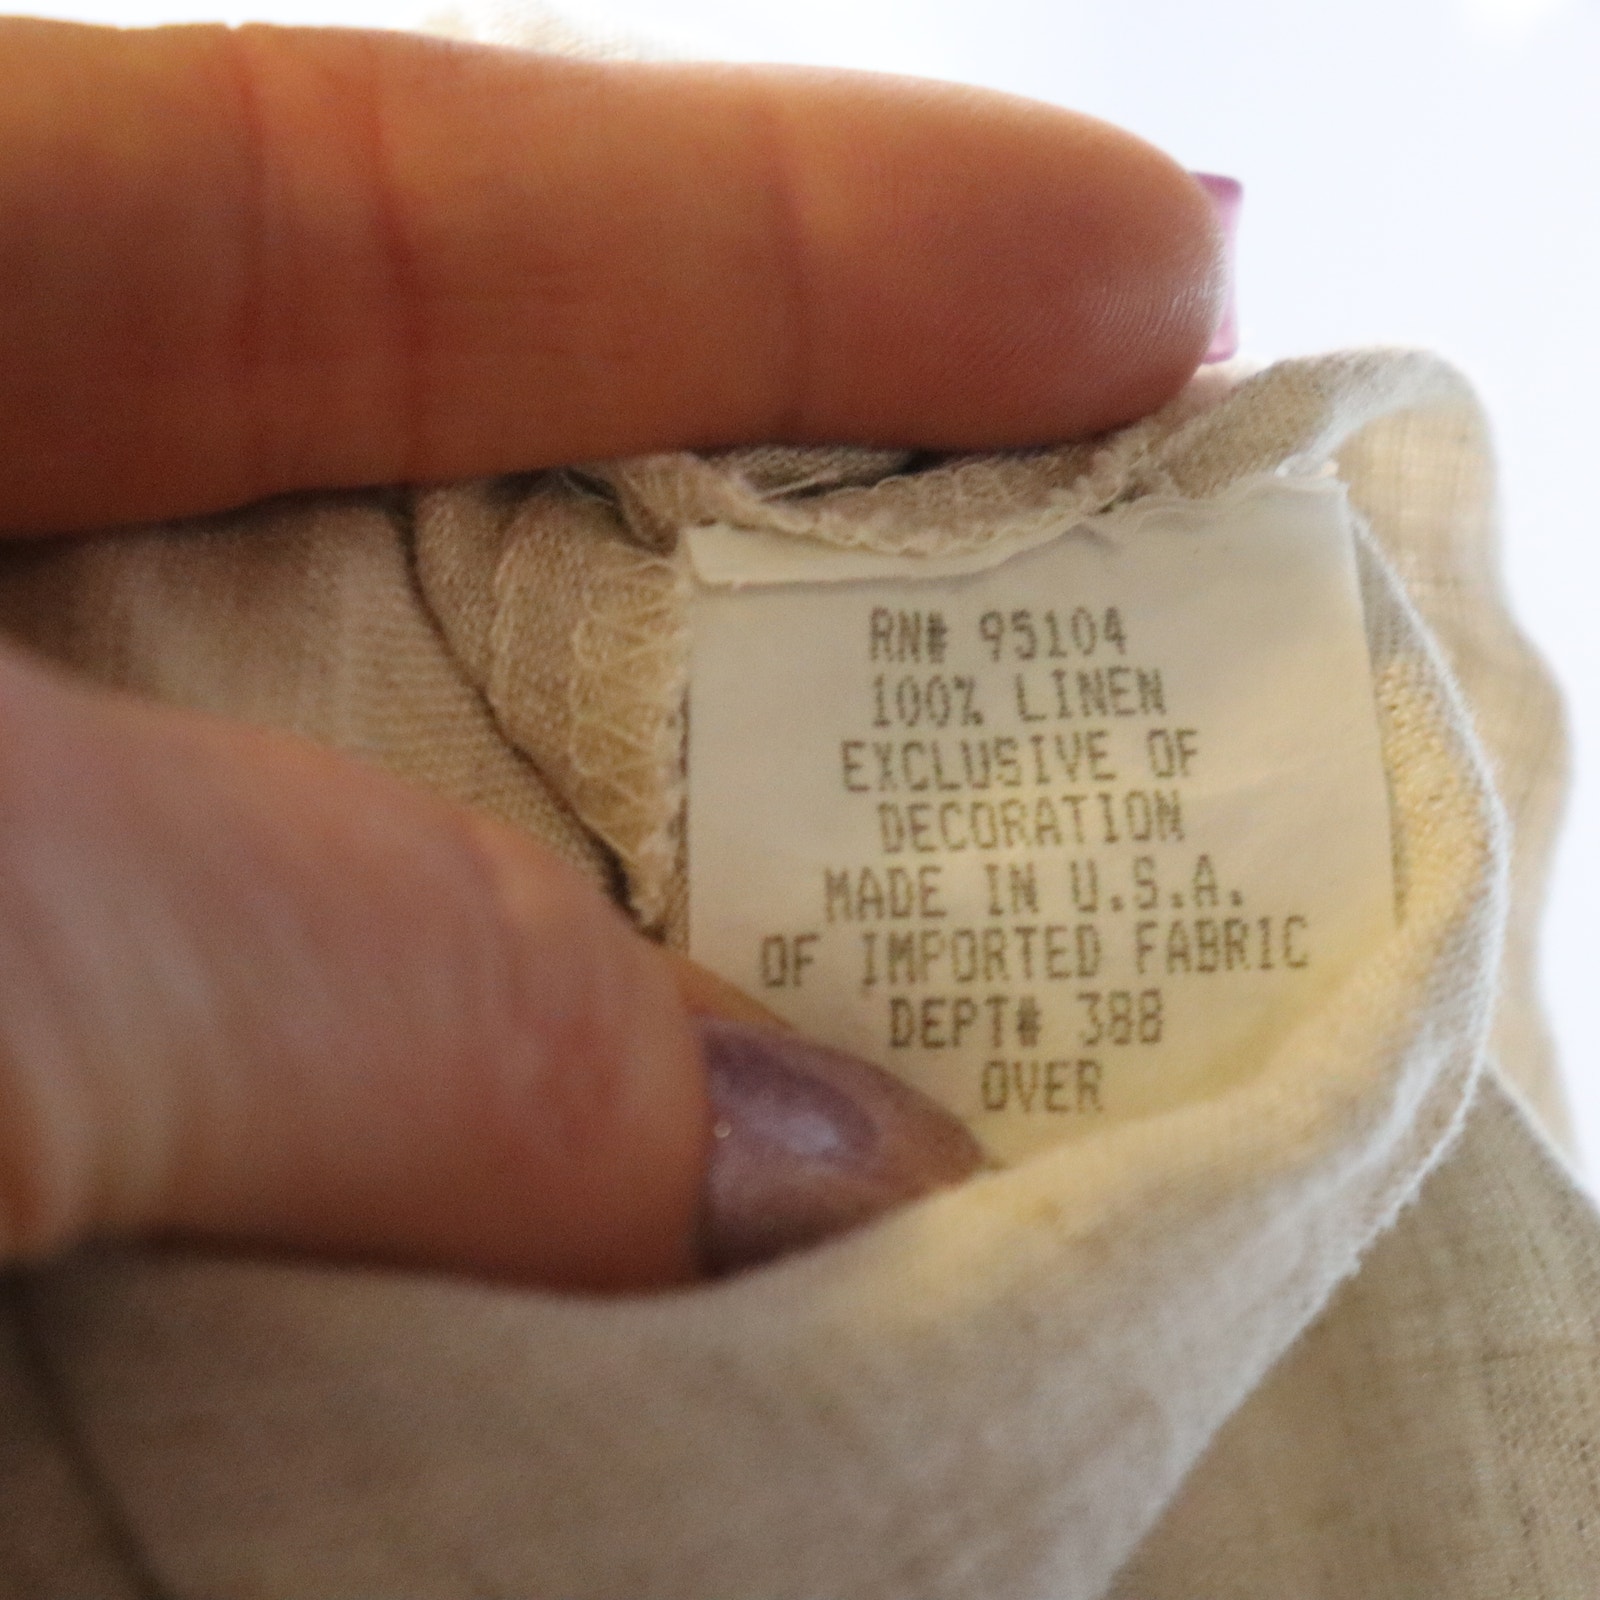 RN# 95104
100% LINEN
EXCLUSIVE OF
DECORATION
MADE IN U.S.A.
OF IMPORTED FABRIC
DEPT# 388
OVER